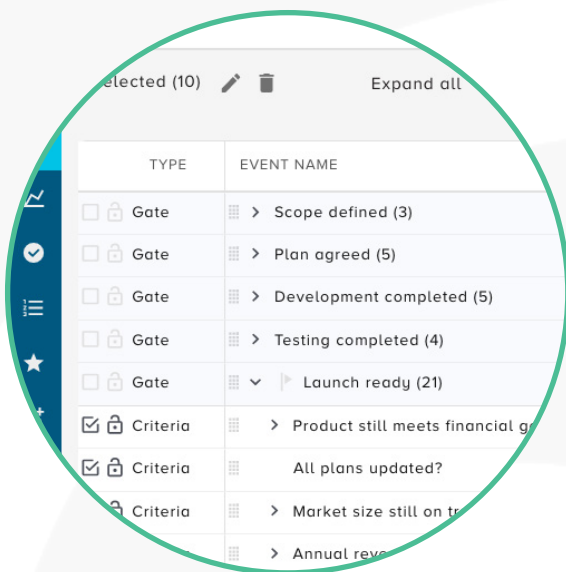 elected (10) Expand all
TYPE EVENT NAME
Gate Scope defined (3)
Gate Plan agreed (5)
Gate Development completed (5)
Gate Testing completed (4)
Gate Launch ready (21)
Criteria Product still meets financial
Criteria All plans updated?
Criteria Market size still on
Annual